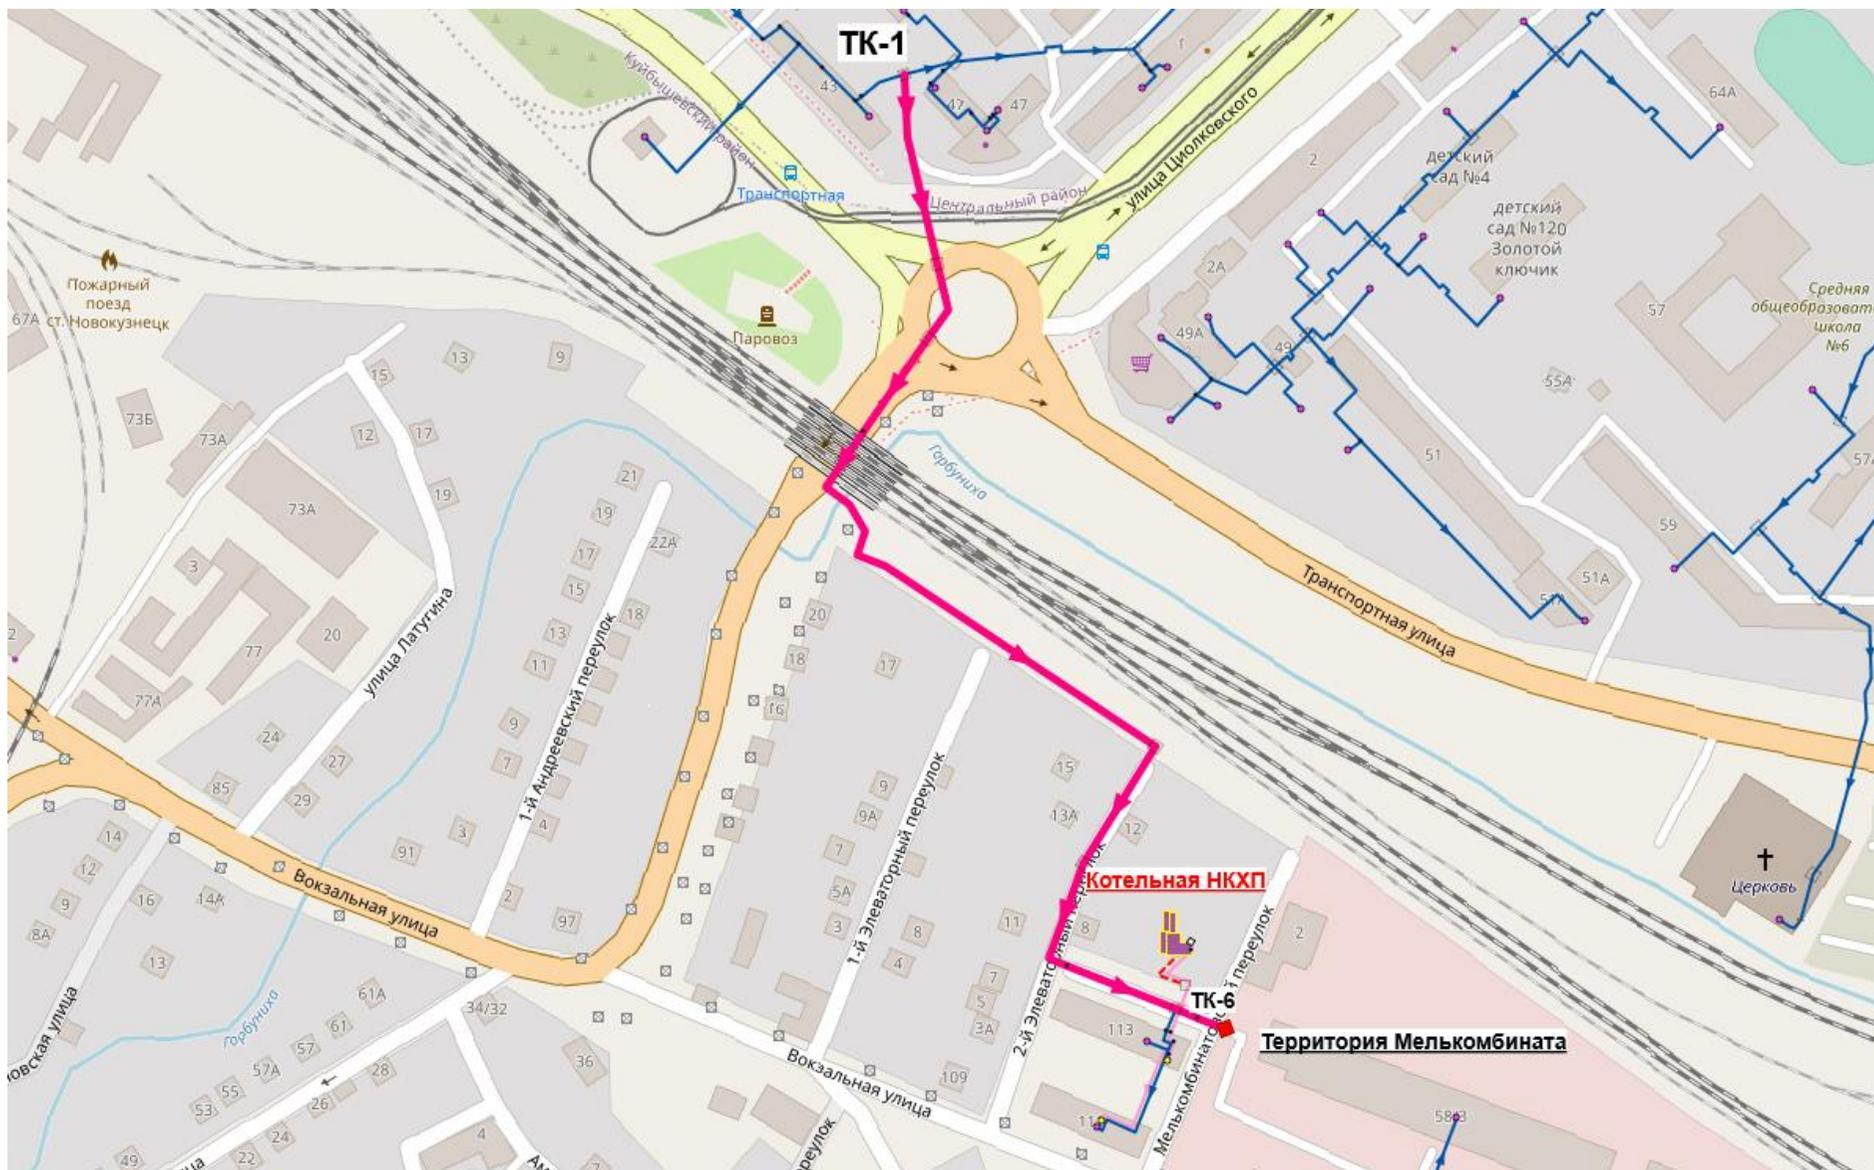 ТК-1
43
47
47
1
64А
2
Куйбышевский район
детский
сад №4
Транспортная
Центральный район
улица Циолковского
детский
сад №120
Золотой
ключик
2А
Пожарный
поезд
ст. Новокузнецк
67А
Паровоз
57
Средняя
школа
№6
49А
49
55А
15
13
9
73Б
73А
12
17
51
Горбуниха
21
19
73А
19
59
22А
17
3
15
51А
51А
Транспортная улица
18
20
20
13
77
11
улица Латугина
1-й Андреевский переулок
18
17
77А
16
9
24
7
27
15
85
29
9
9А
13А
12
3
4
14
91
7
1-й Элеваторный переулок
Котельная НКХП
Церковь
12
16
14А
2
5А
Вокзальная улица
9
97
3
8
11
8
2
8А
13
4
7
61А
34/32
5
ТК-6
Горбуниха
61
3А
113
Территория Мелькомбината
57
36
2-й Элеваторный переулок
57А
28
Вокзальная улица
109
55
53
26
24
4
22
49
7